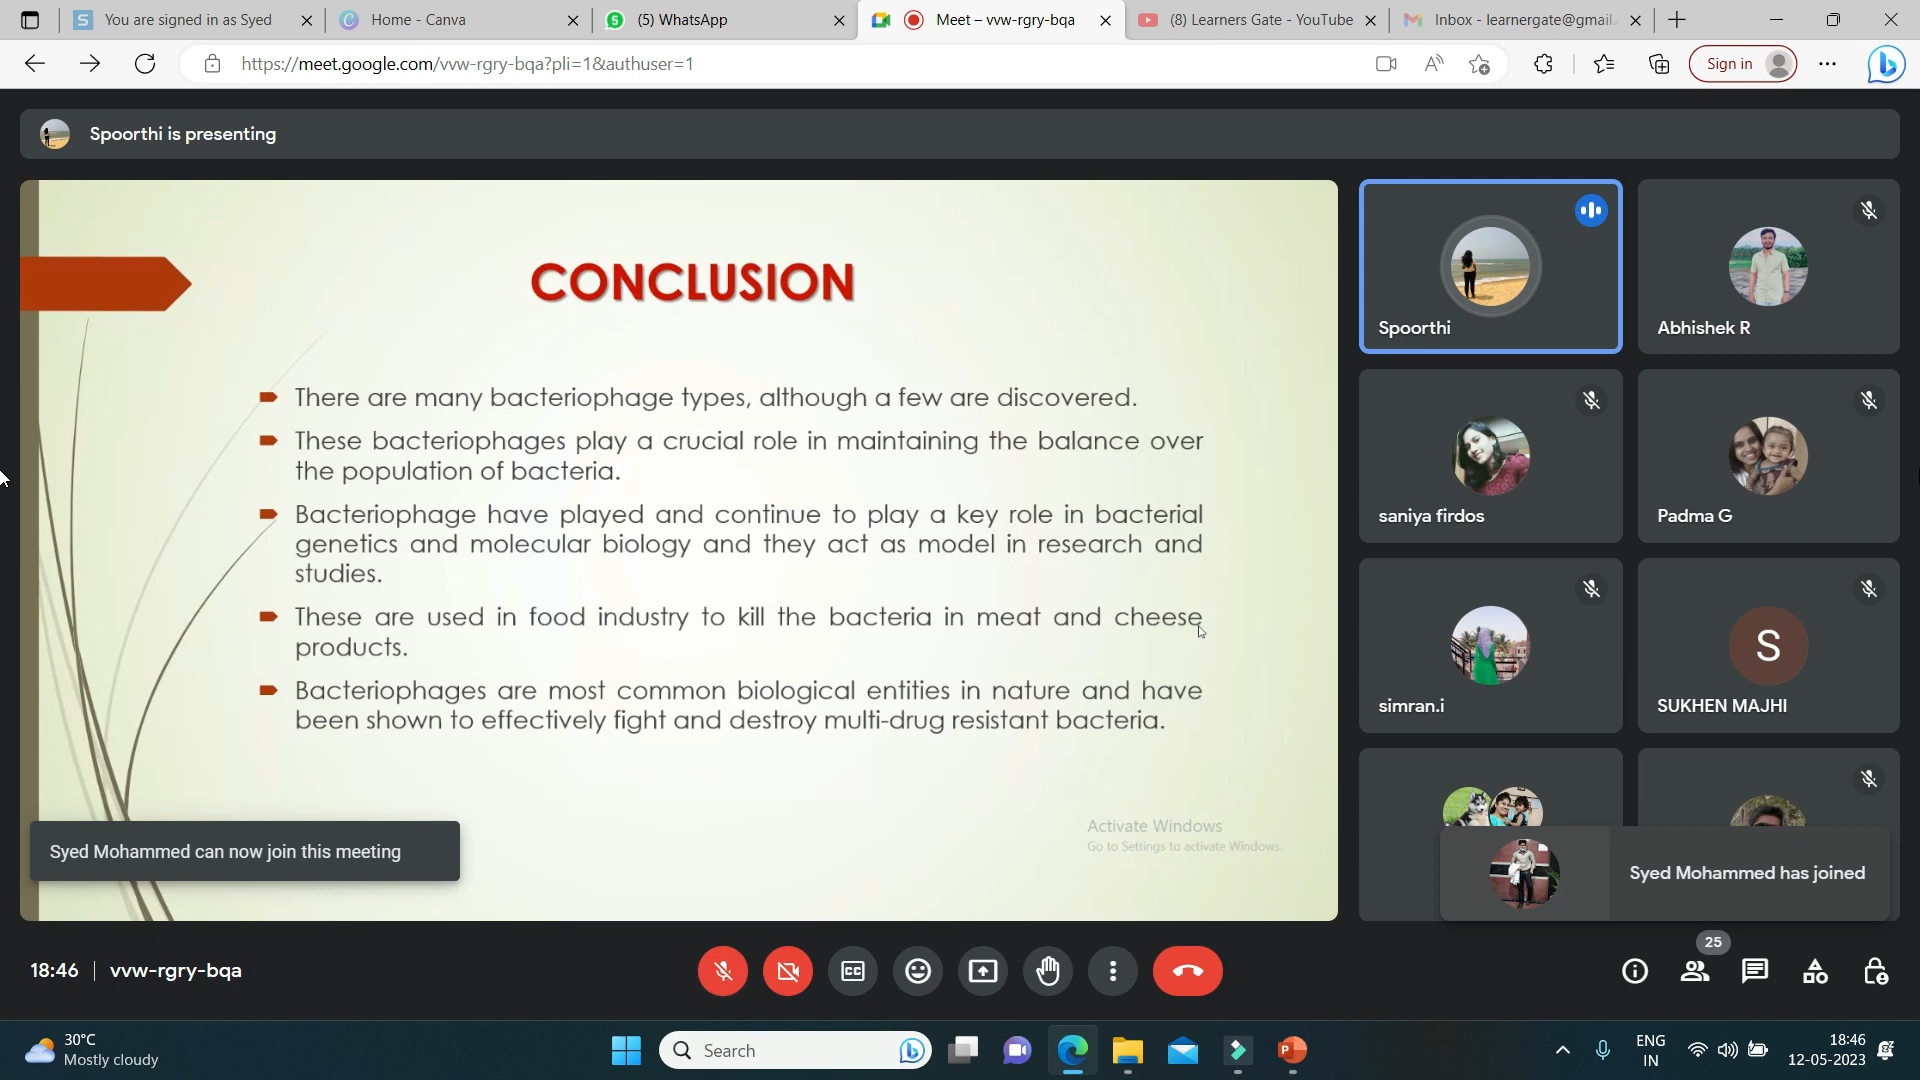 You are signed in as Syed
Home - Canva
(5) WhatsApp
Meet – vvw-rgry-bqa
(8) Learners Gate - YouTube
Inbox - learnergate@gmail.
https://meet.google.com/vvw-rgry-bqa?pli=1&authuser=1
Sign in
Spoorthi is presenting
CONCLUSION
There are many bacteriophage types, although a few are discovered.
These bacteriophages play a crucial role in maintaining the balance over
the population of bacteria.
Bacteriophage have played and continue to play a key role in bacterial
genetics and molecular biology and they act as model in research and
studies.
These are used in food industry to kill the bacteria in meat and cheese
products.
Bacteriophages are most common biological entities in nature and have
been shown to effectively fight and destroy multi-drug resistant bacteria.
Activate Windows
Go to Settings to activate Windows.
Syed Mohammed can now join this meeting
Spoorthi
Abhishek R
saniya firdos
Padma G
simran.i
S
SUKHEN MAJHI
Syed Mohammed has joined
18:46 | vvw-rgry-bqa
25
30°C
Mostly cloudy
Search
ENG
IN
18:46
12-05-2023